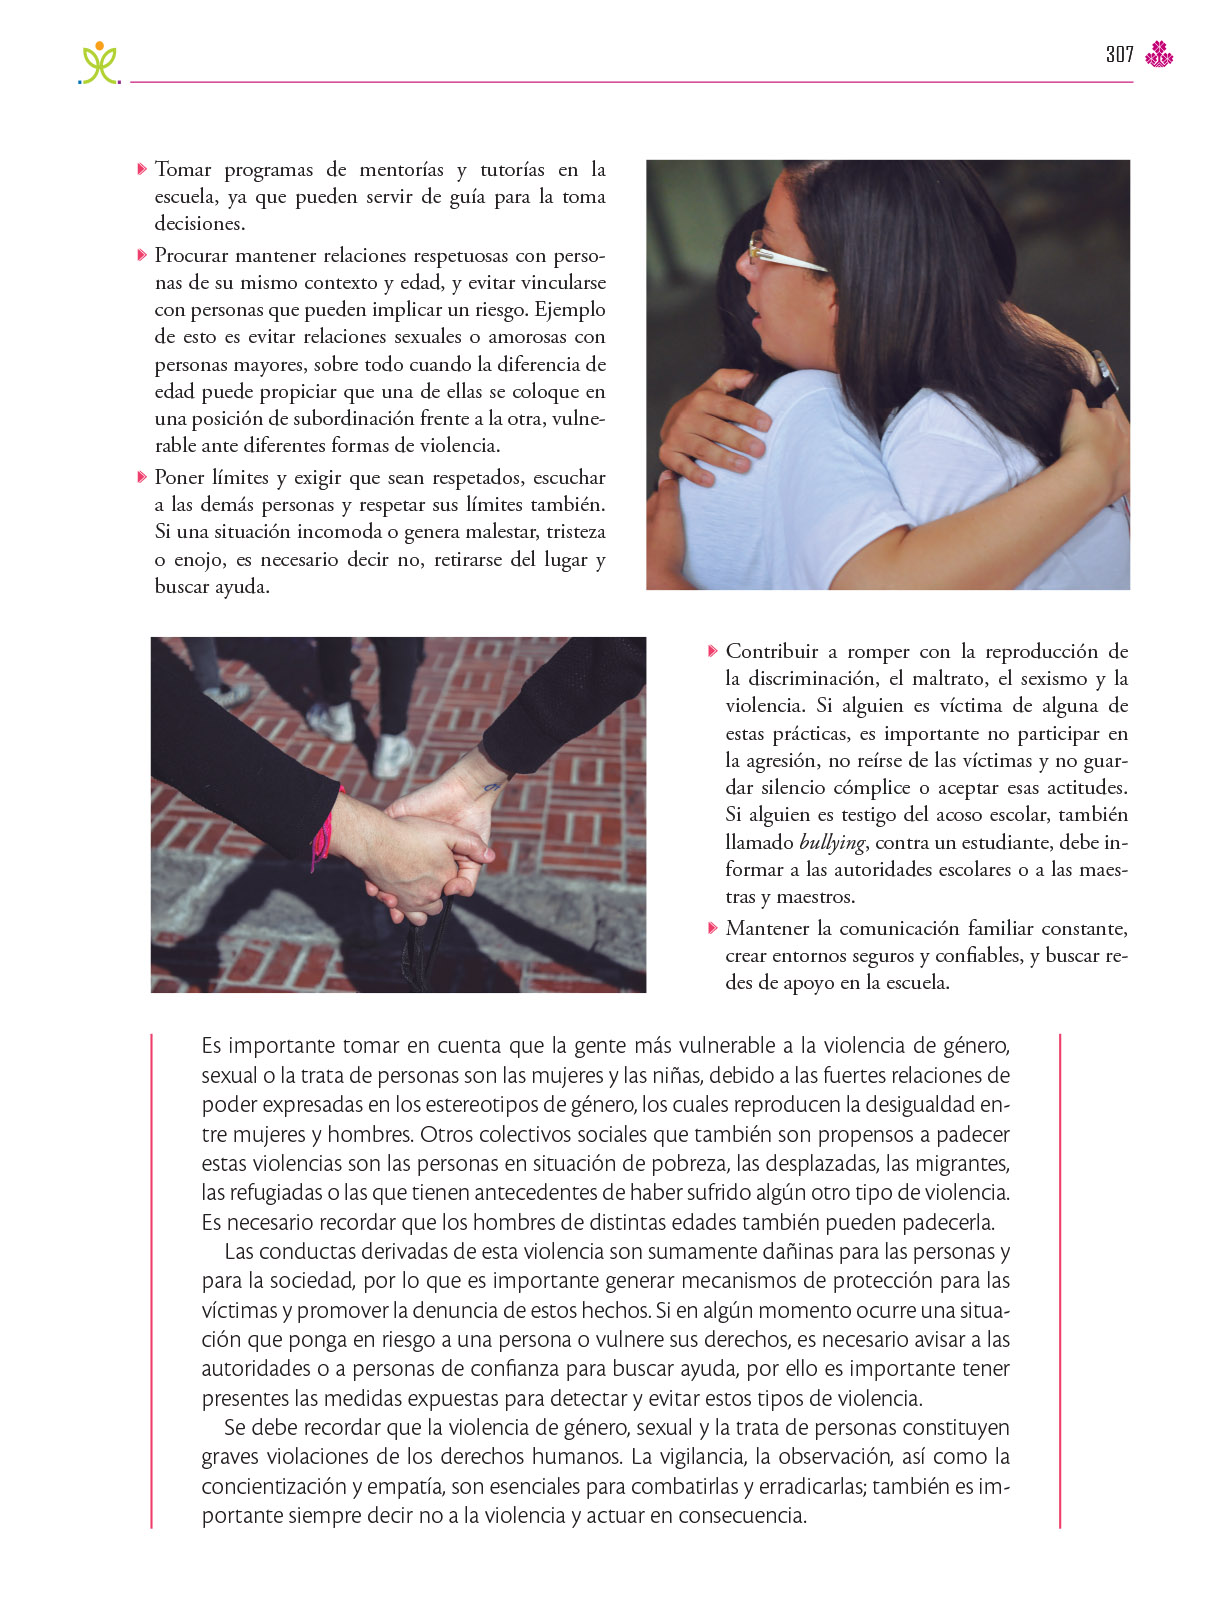 307
Tomar programas de mentorías y tutorías en la
escuela, ya que pueden servir de guía para la toma
decisiones.
Procurar mantener relaciones respetuosas con perso-
nas de su mismo contexto y edad, y evitar vincularse
con personas que pueden implicar un riesgo. Ejemplo
de esto es evitar relaciones sexuales o amorosas con
personas mayores, sobre todo cuando la diferencia de
edad puede propiciar que una de ellas se coloque en
una posición de subordinación frente a la otra, vulne-
rable ante diferentes formas de violencia.
Poner límites y exigir que sean respetados, escuchar
a las demás personas y respetar sus límites también.
Si una situación incomoda o genera malestar, tristeza
o enojo, es necesario decir no, retirarse del lugar y
buscar ayuda.
Contribuir a romper con la reproducción de
la discriminación, el maltrato, el sexismo y la
violencia. Si alguien es víctima de alguna de
estas prácticas, es importante no participar en
la agresión, no reírse de las víctimas y no guar-
dar silencio cómplice o aceptar esas actitudes.
Si alguien es testigo del acoso escolar, también
llamado bullying, contra un estudiante, debe in-
formar a las autoridades escolares o a las maes-
tras y maestros.
Mantener la comunicación familiar constante,
crear entornos seguros y confiables, y buscar re-
des de apoyo en la escuela.
Es importante tomar en cuenta que la gente más vulnerable a la violencia de género,
sexual o la trata de personas son las mujeres y las niñas, debido a las fuertes relaciones de
poder expresadas en los estereotipos de género, los cuales reproducen la desigualdad en-
tre mujeres y hombres. Otros colectivos sociales que también son propensos a padecer
estas violencias son las personas en situación de pobreza, las desplazadas, las migrantes,
las refugiadas o las que tienen antecedentes de haber sufrido algún otro tipo de violencia.
Es necesario recordar que los hombres de distintas edades también pueden padecerla.
Las conductas derivadas de esta violencia son sumamente dañinas para las personas y
para la sociedad, por lo que es importante generar mecanismos de protección para las
víctimas y promover la denuncia de estos hechos. Si en algún momento ocurre una situa-
ción que ponga en riesgo a una persona o vulnere sus derechos, es necesario avisar a las
autoridades o a personas de confianza para buscar ayuda, por ello es importante tener
presentes las medidas expuestas para detectar y evitar estos tipos de violencia.
Se debe recordar que la violencia de género, sexual y la trata de personas constituyen
graves violaciones de los derechos humanos. La vigilancia, la observación, así como la
concientización y empatía, son esenciales para combatirlas y erradicarlas; también es im-
portante siempre decir no a la violencia y actuar en consecuencia.